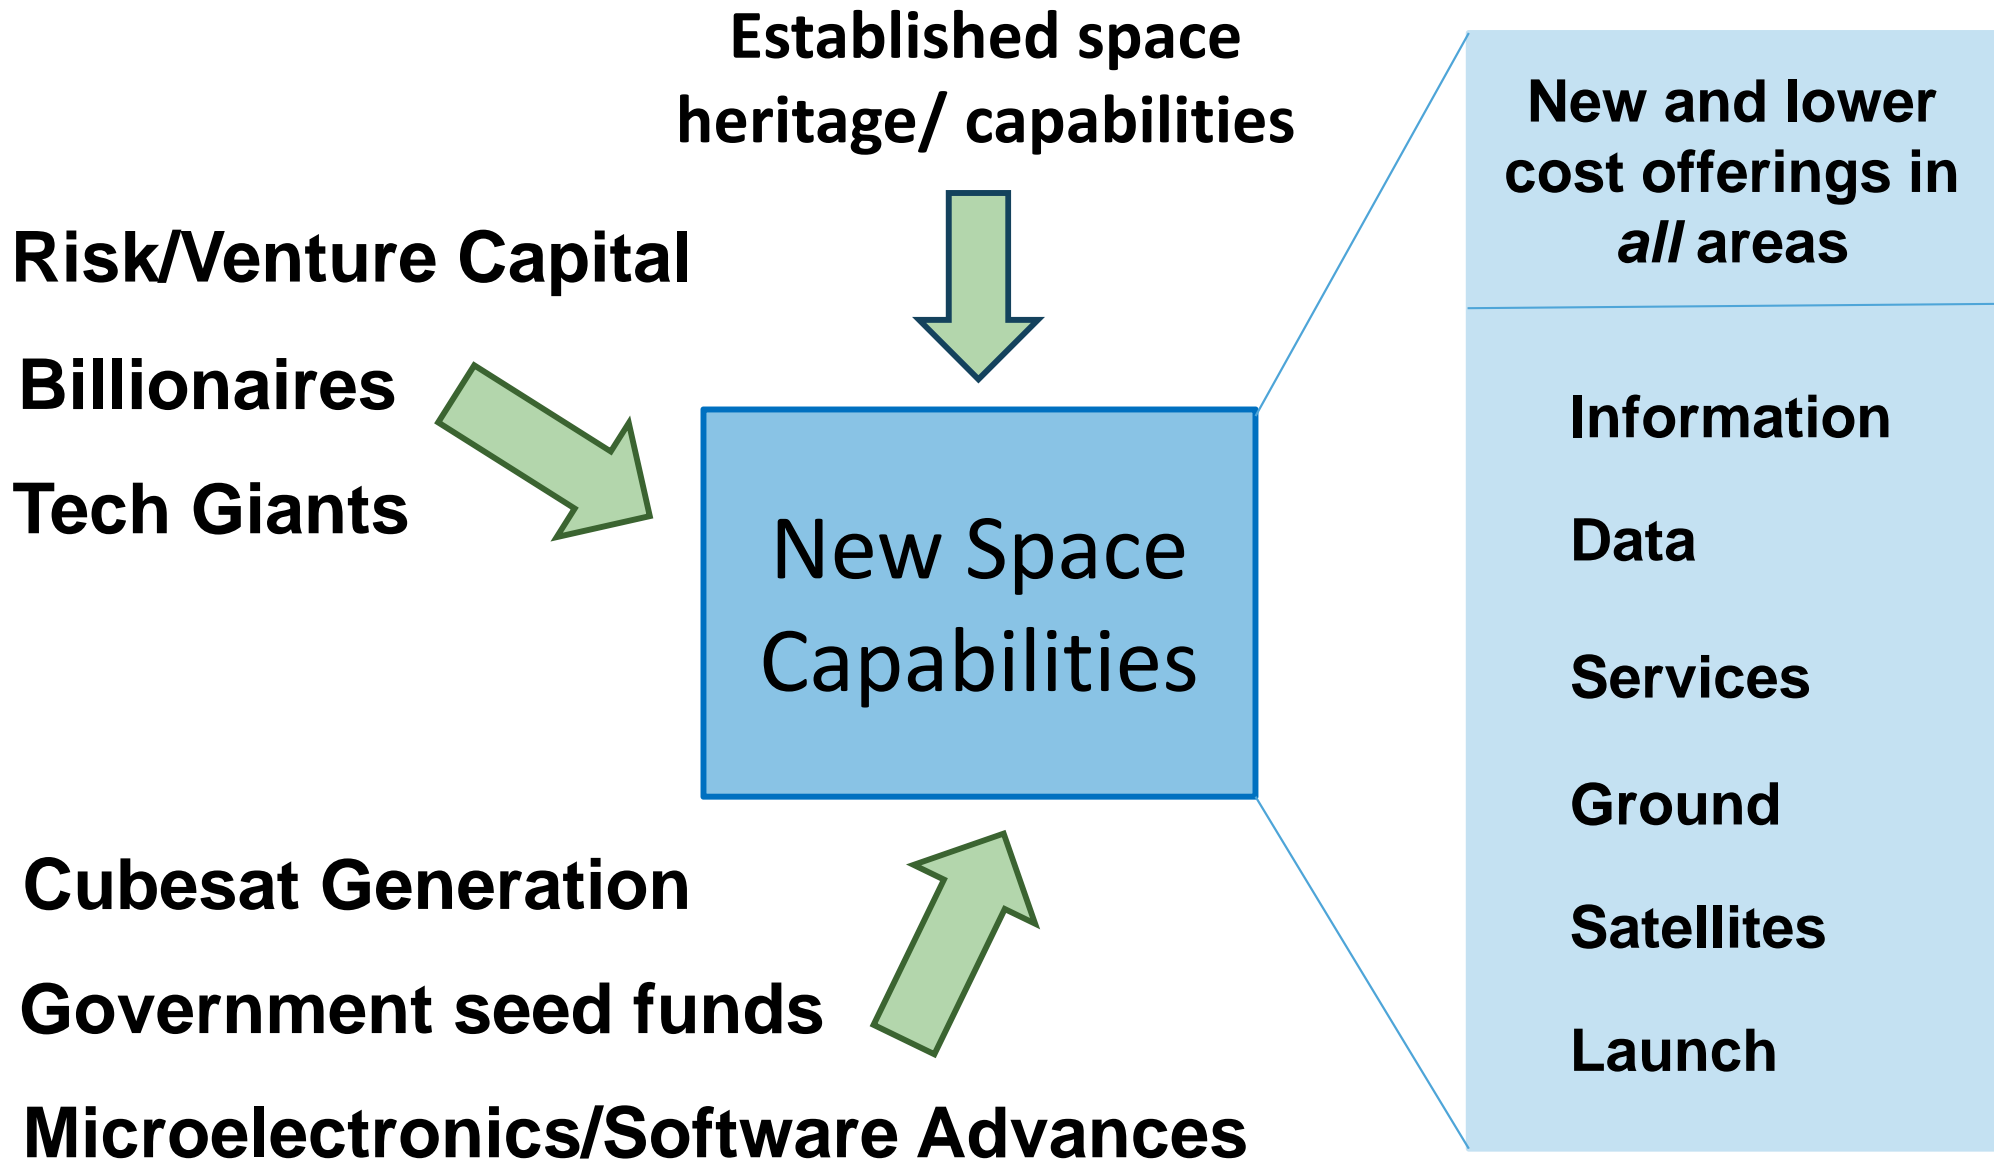 Established space
heritage/ capabilities
Risk/Venture Capital
Billionaires
Tech Giants
New Space
Capabilities
Cubesat Generation
Government seed funds
Microelectronics/Software Advances
New and lower
cost offerings in
all areas
Information
Data
Services
Ground
Satellites
Launch